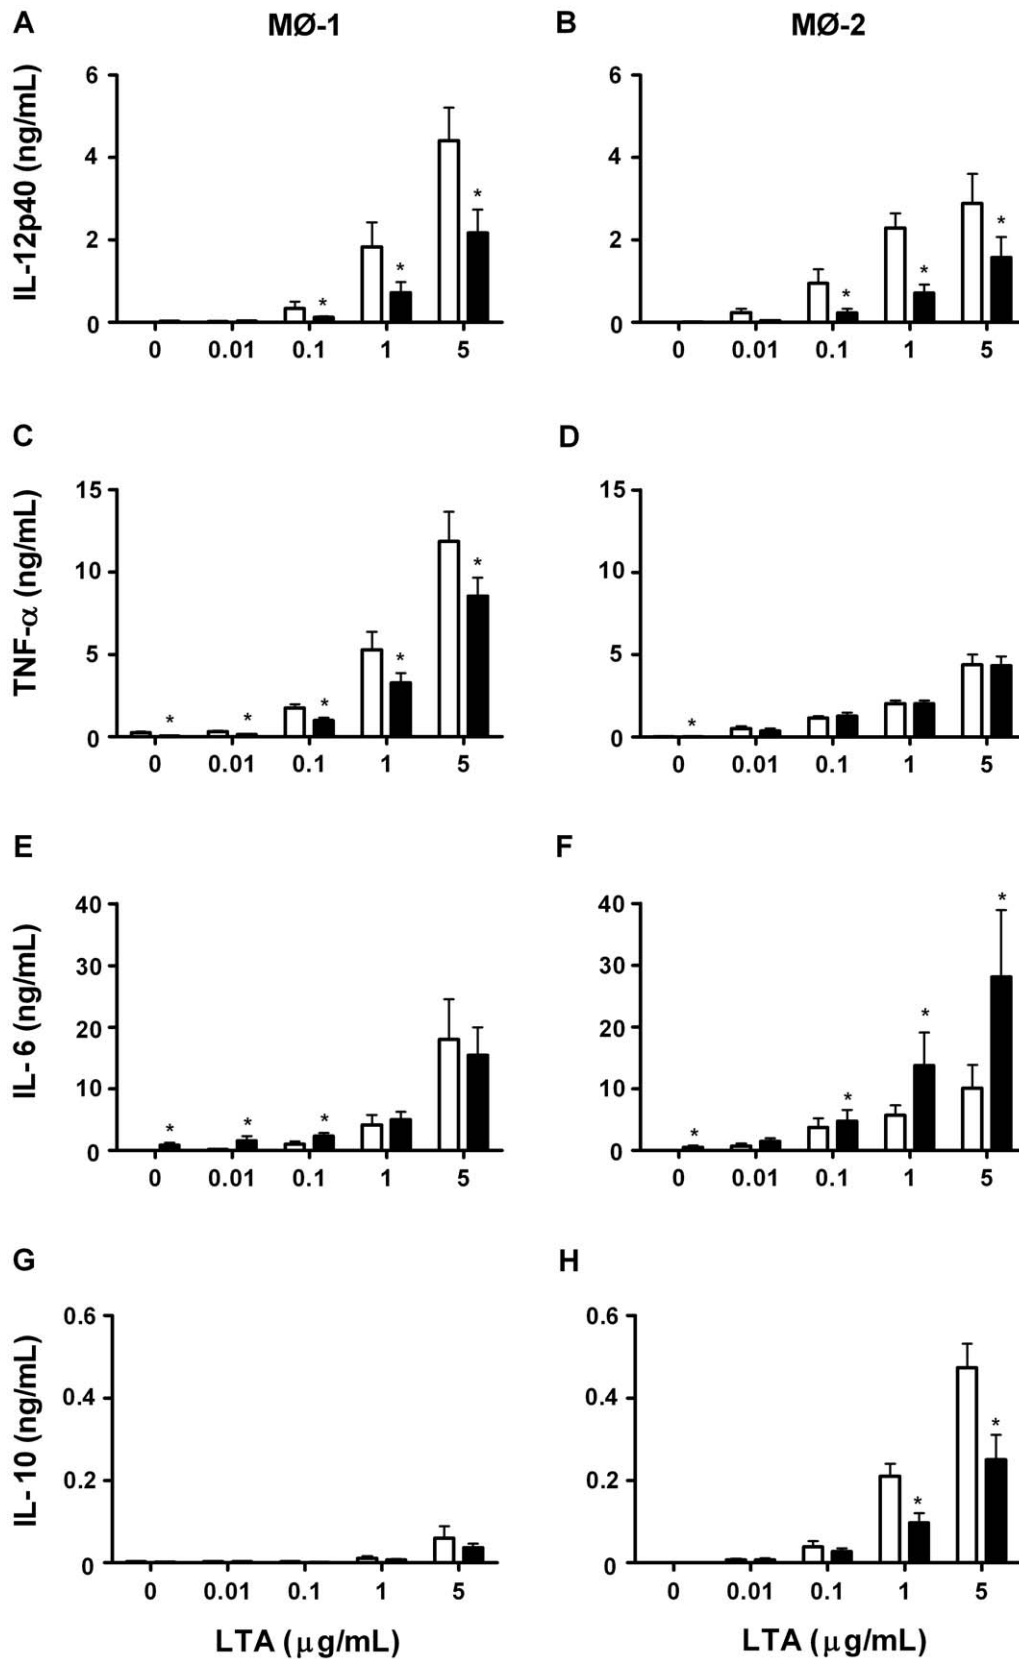 A MØ-1 B MØ-2
IL-12p40 (ng/mL)
6
4
2
0
0 0.01 0.1 1 5
* * *
6
4
2
0
0 0.01 0.1 1 5
* * *
C D
TNF-α (ng/mL)
15
10
5
0
0 0.01 0.1 1 5
* * * * *
15
10
5
0
0 0.01 0.1 1 5
*
E F
IL-6 (ng/mL)
40
30
20
10
0
0 0.01 0.1 1 5
* * *
40
30
20
10
0
0 0.01 0.1 1 5
* * * *
G H
IL-10 (ng/mL)
0.6
0.4
0.2
0
0 0.01 0.1 1 5
LTA (μg/mL)
0.6
0.4
0.2
0
0 0.01 0.1 1 5
* *
LTA (μg/mL)